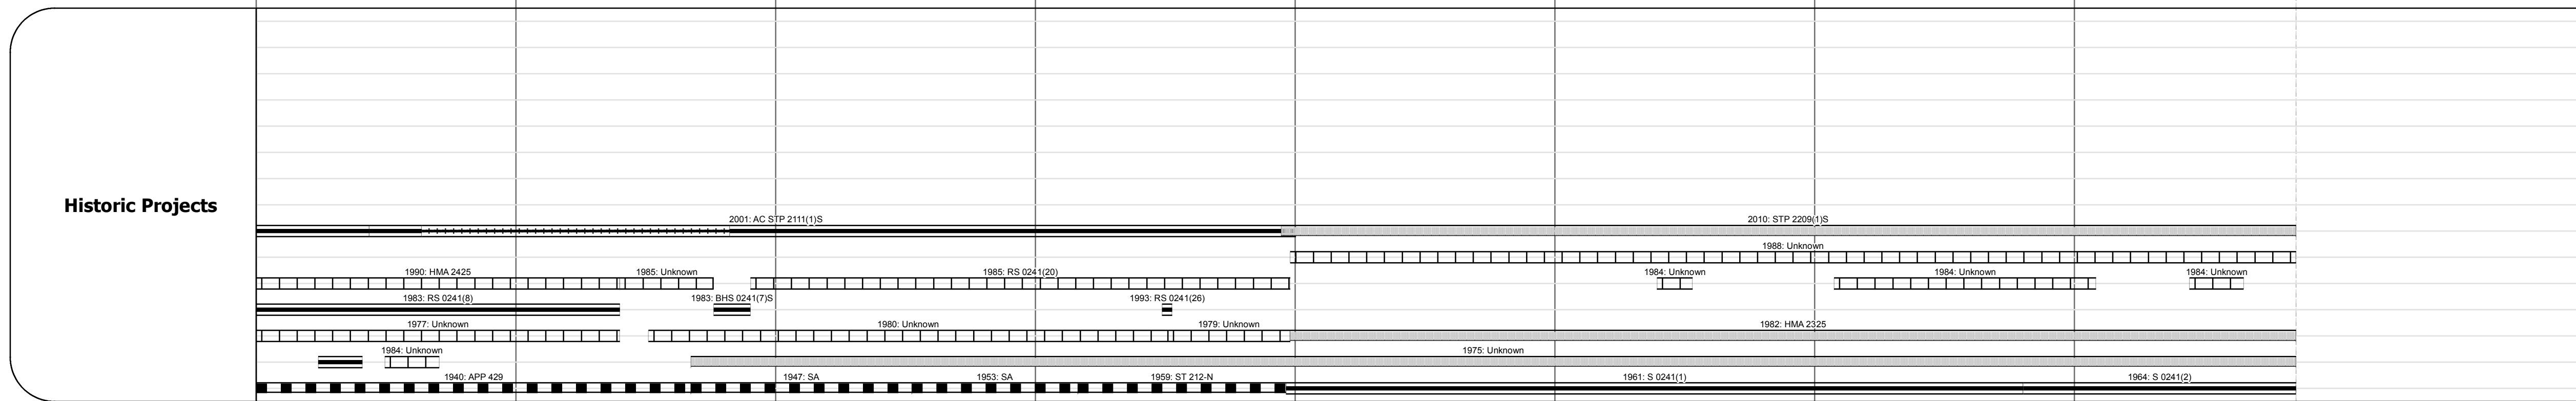 Historic Projects
2001: AC STP 2111(1)S 2010: STP 2209(1)S
1988: Unknown
1990: HMA 2425 1985: Unknown 1985: RS 0241(20) 1984: Unknown 1984: Unknown 1984: Unknown
1983: RS 0241(8) 1983: BHS 0241(7)S 1993: RS 0241(26)
1977: Unknown 1980: Unknown 1979: Unknown 1982: HMA 2325
1984: Unknown 1975: Unknown
1940: APP 429 1947: SA 1953: SA 1959: ST 212-N 1961: S 0241(1) 1964: S 0241(2)